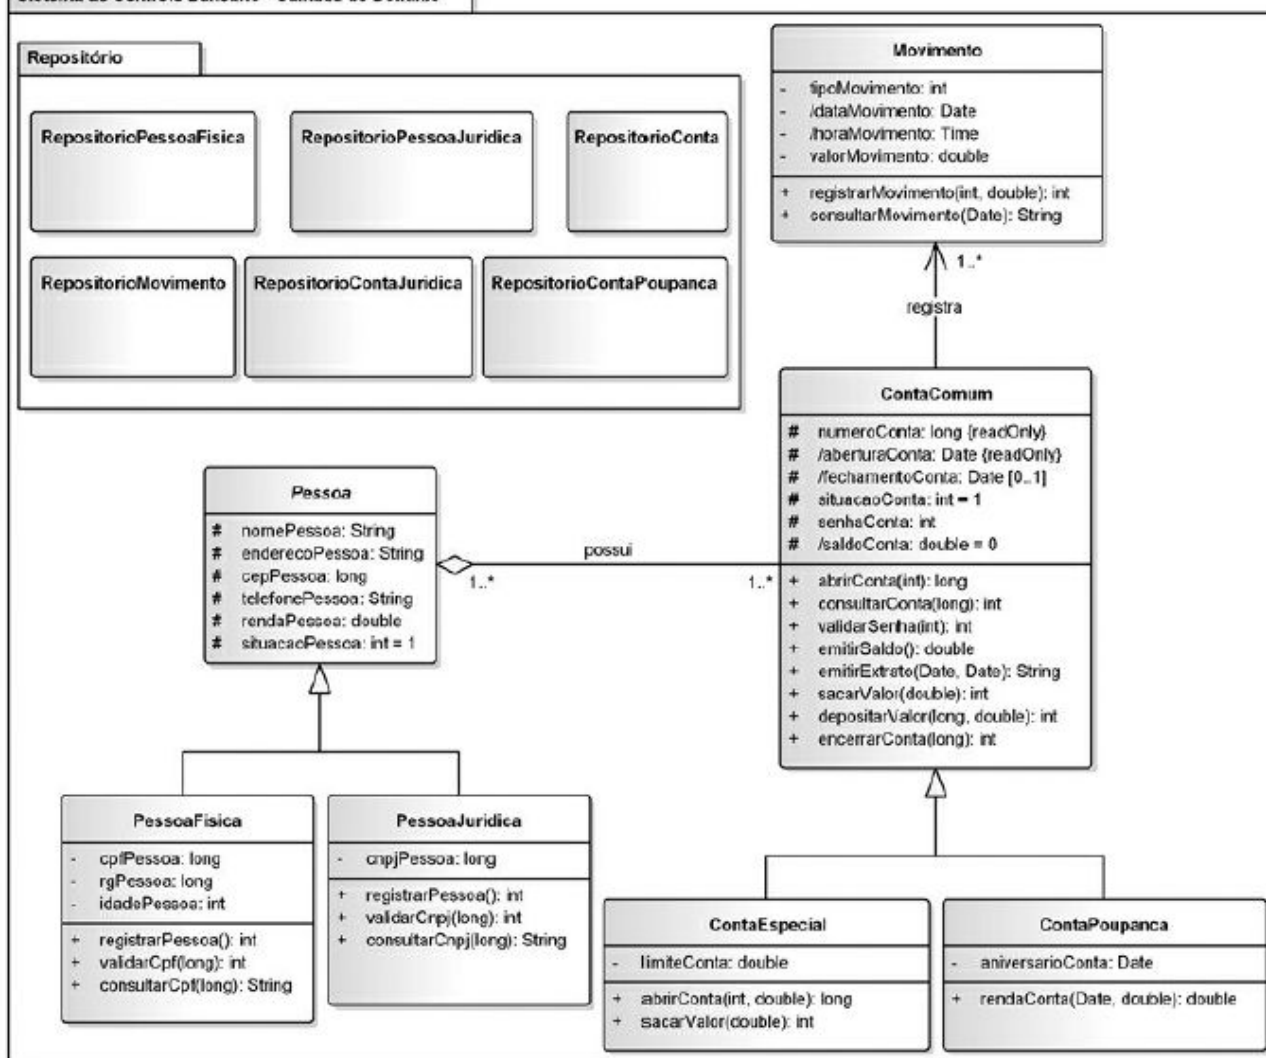 Repositório
RepositorioPessoaFisica
RepositorioPessoaJuridica
RepositorioConta
RepositorioMovimento
RepositorioContaJuridica
RepositorioContaPoupanca
Movimento
- tipoMovimento: int
- /dataMovimento: Date
- /horaMovimento: Time
- valorMovimento: double
+ registrarMovimento(int, double): int
+ consultarMovimento(Date): String
1..*
registra
ContaComum
# numeroConta: long {readOnly}
# /aberturaConta: Date {readOnly}
# /fechamentoConta: Date [0..1]
# situacaoConta: int = 1
# senhaConta: int
# /saldoConta: double = 0
+ abrirConta(int): long
+ consultarConta(long): int
+ validarSenha(int): int
+ emitirSaldo(): double
+ emitirExtrato(Date, Date): String
+ sacarValor(double): int
+ depositarValor(long, double): int
+ encerrarConta(long): int
Pessoa
# nomePessoa: String
# enderecoPessoa: String
# cepPessoa: long
# telefonePessoa: String
# rendaPessoa: double
# situacaoPessoa: int = 1
possui
1..*
1..*
PessoaFisica
- cpfPessoa: long
- rgPessoa: long
- idadePessoa: int
+ registrarPessoa(): int
+ validarCpf(long): int
+ consultarCpf(long): String
PessoaJuridica
- cnpjPessoa: long
+ registrarPessoa(): int
+ validarCnpj(long): int
+ consultarCnpj(long): String
ContaEspecial
- limiteConta: double
+ abrirConta(int, double): long
+ sacarValor(double): int
ContaPoupanca
- aniversarioConta: Date
+ rendaConta(Date, double): double